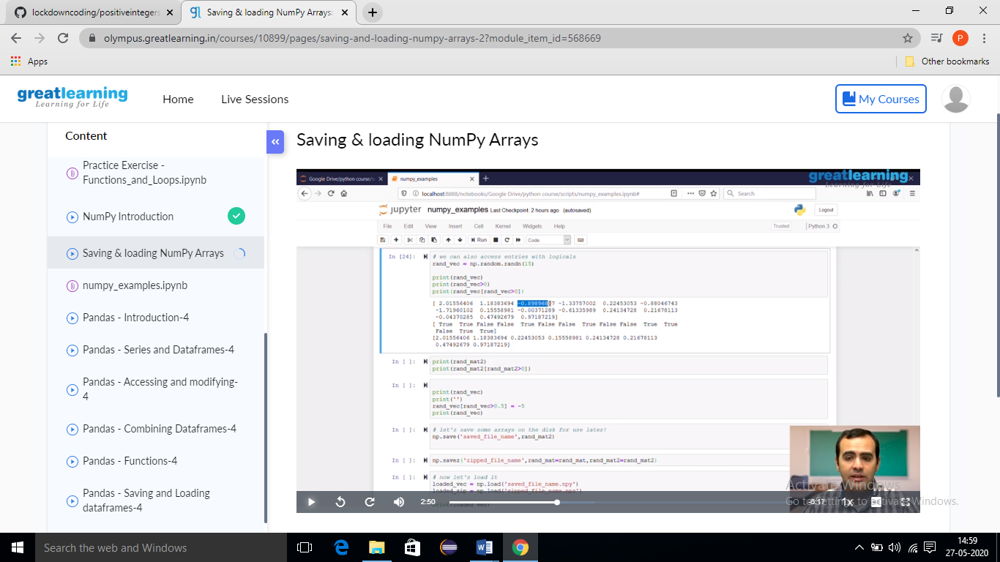 lockdowncoding/positiveintegers
Saving & loading NumPy Arrays:
olympus.greatlearning.in/courses/10899/pages/saving-and-loading-numpy-arrays-2?module_item_id=568669
P
Apps
Other bookmarks
greatlearning
Learning for Life
Home
Live Sessions
My Courses
Content
Practice Exercise -
Functions_and_Loops.ipynb
NumPy Introduction
Saving & loading NumPy Arrays
numpy_examples.ipynb
Pandas - Introduction-4
Pandas - Series and Dataframes-4
Pandas - Accessing and modifying-
4
Pandas - Combining Dataframes-4
Pandas - Functions-4
Pandas - Saving and Loading
dataframes-4
Saving & loading NumPy Arrays
Google Drive/python course/sc
numpy_examples
greatlearning
Learning for Life
localhost:8888/notebooks/Google Drive/python course/scripts/numpy_examples.ipynb#
Search
jupyter numpy_examples Last Checkpoint: 2 hours ago (autosaved)
Logout
File Edit View Insert Cell Kernel Widgets Help
Trusted
Python 3
Run
Code
In [24]:
# we can also access entries with logicals
rand_vec = np.random.randn(15)
print(rand_vec)
print(rand_vec>0)
print(rand_vec[rand_vec>0])
[ 2.01556406 1.18383694 -0.89896817 -1.33757002 0.22453053 -0.88046743
-1.71960102 0.15558981 -0.00371289 -0.61335989 0.24134728 0.21678113
-0.04370285 0.47492679 0.97187219]
[ True True False False True False False True False False True True
False True True]
[2.01556406 1.18383694 0.22453053 0.15558981 0.24134728 0.21678113
0.47492679 0.97187219]
In [ ]:
print(rand_mat2)
print(rand_mat2[rand_mat2>0])
In [ ]:
print(rand_vec)
print('')
rand_vec[rand_vec>0.5] = -5
print(rand_vec)
In [ ]:
# let's save some arrays on the disk for use later!
np.save('saved_file_name',rand_mat2)
In [ ]:
np.savez('zipped_file_name',rand_mat=rand_mat,rand_mat2=rand_mat2)
In [ ]:
# now let's load it
loaded_vec = np.load('saved_file_name.npy')
loaded_zip = np.load('zipped_file_name.npz')
print(loaded_vec)
2:50
-6:17
1x
Activate Windows
Go to Settings to activate Windows.
Search the web and Windows
14:59
27-05-2020